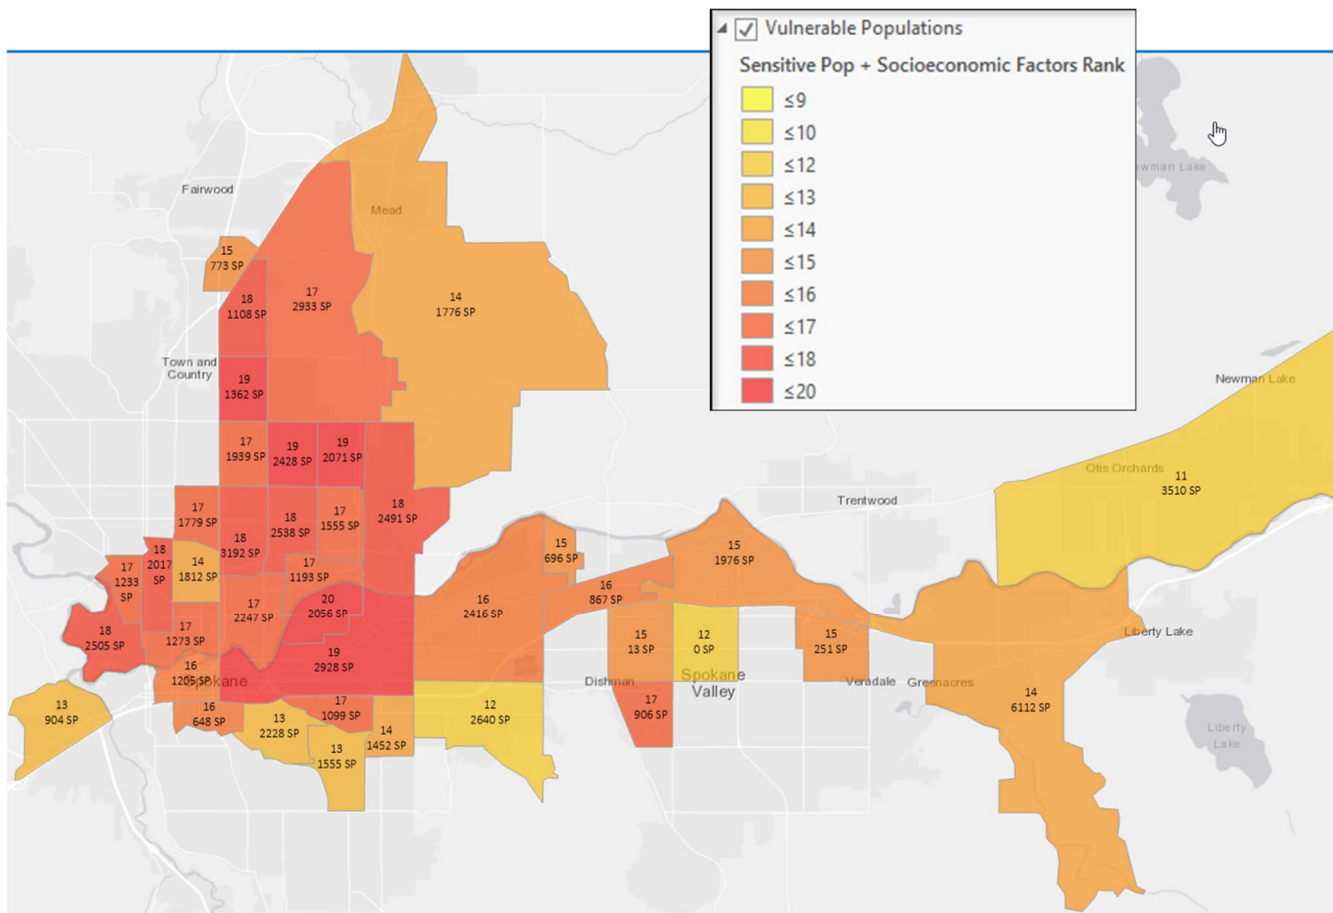 Vulnerable Populations
Sensitive Pop + Socioeconomic Factors Rank
≤9
≤10
≤12
≤13
≤14
≤15
≤16
≤17
≤18
≤20
Newman Lake
Fairwood
Mead
15
773 SP
18
1108 SP
17
2933 SP
14
1776 SP
Town and
Country
19
1362 SP
Newman Lake
17
1939 SP
19
2428 SP
19
2071 SP
Otis Orchards
11
3510 SP
Trentwood
17
1779 SP
18
3192 SP
18
2538 SP
17
1555 SP
18
2491 SP
17
1233
SP
18
2017
SP
14
1812 SP
17
1193 SP
15
696 SP
15
1976 SP
16
867 SP
18
2505 SP
17
1273 SP
17
2247 SP
20
2056 SP
16
2416 SP
19
2928 SP
15
13 SP
12
0 SP
15
251 SP
Liberty Lake
16
1205 SP
Spokane
Dishman
Spokane
Valley
Veradale
Greenacres
14
6112 SP
13
904 SP
16
648 SP
13
2228 SP
17
1099 SP
14
1452 SP
12
2640 SP
17
906 SP
13
1555 SP
Liberty
Lake